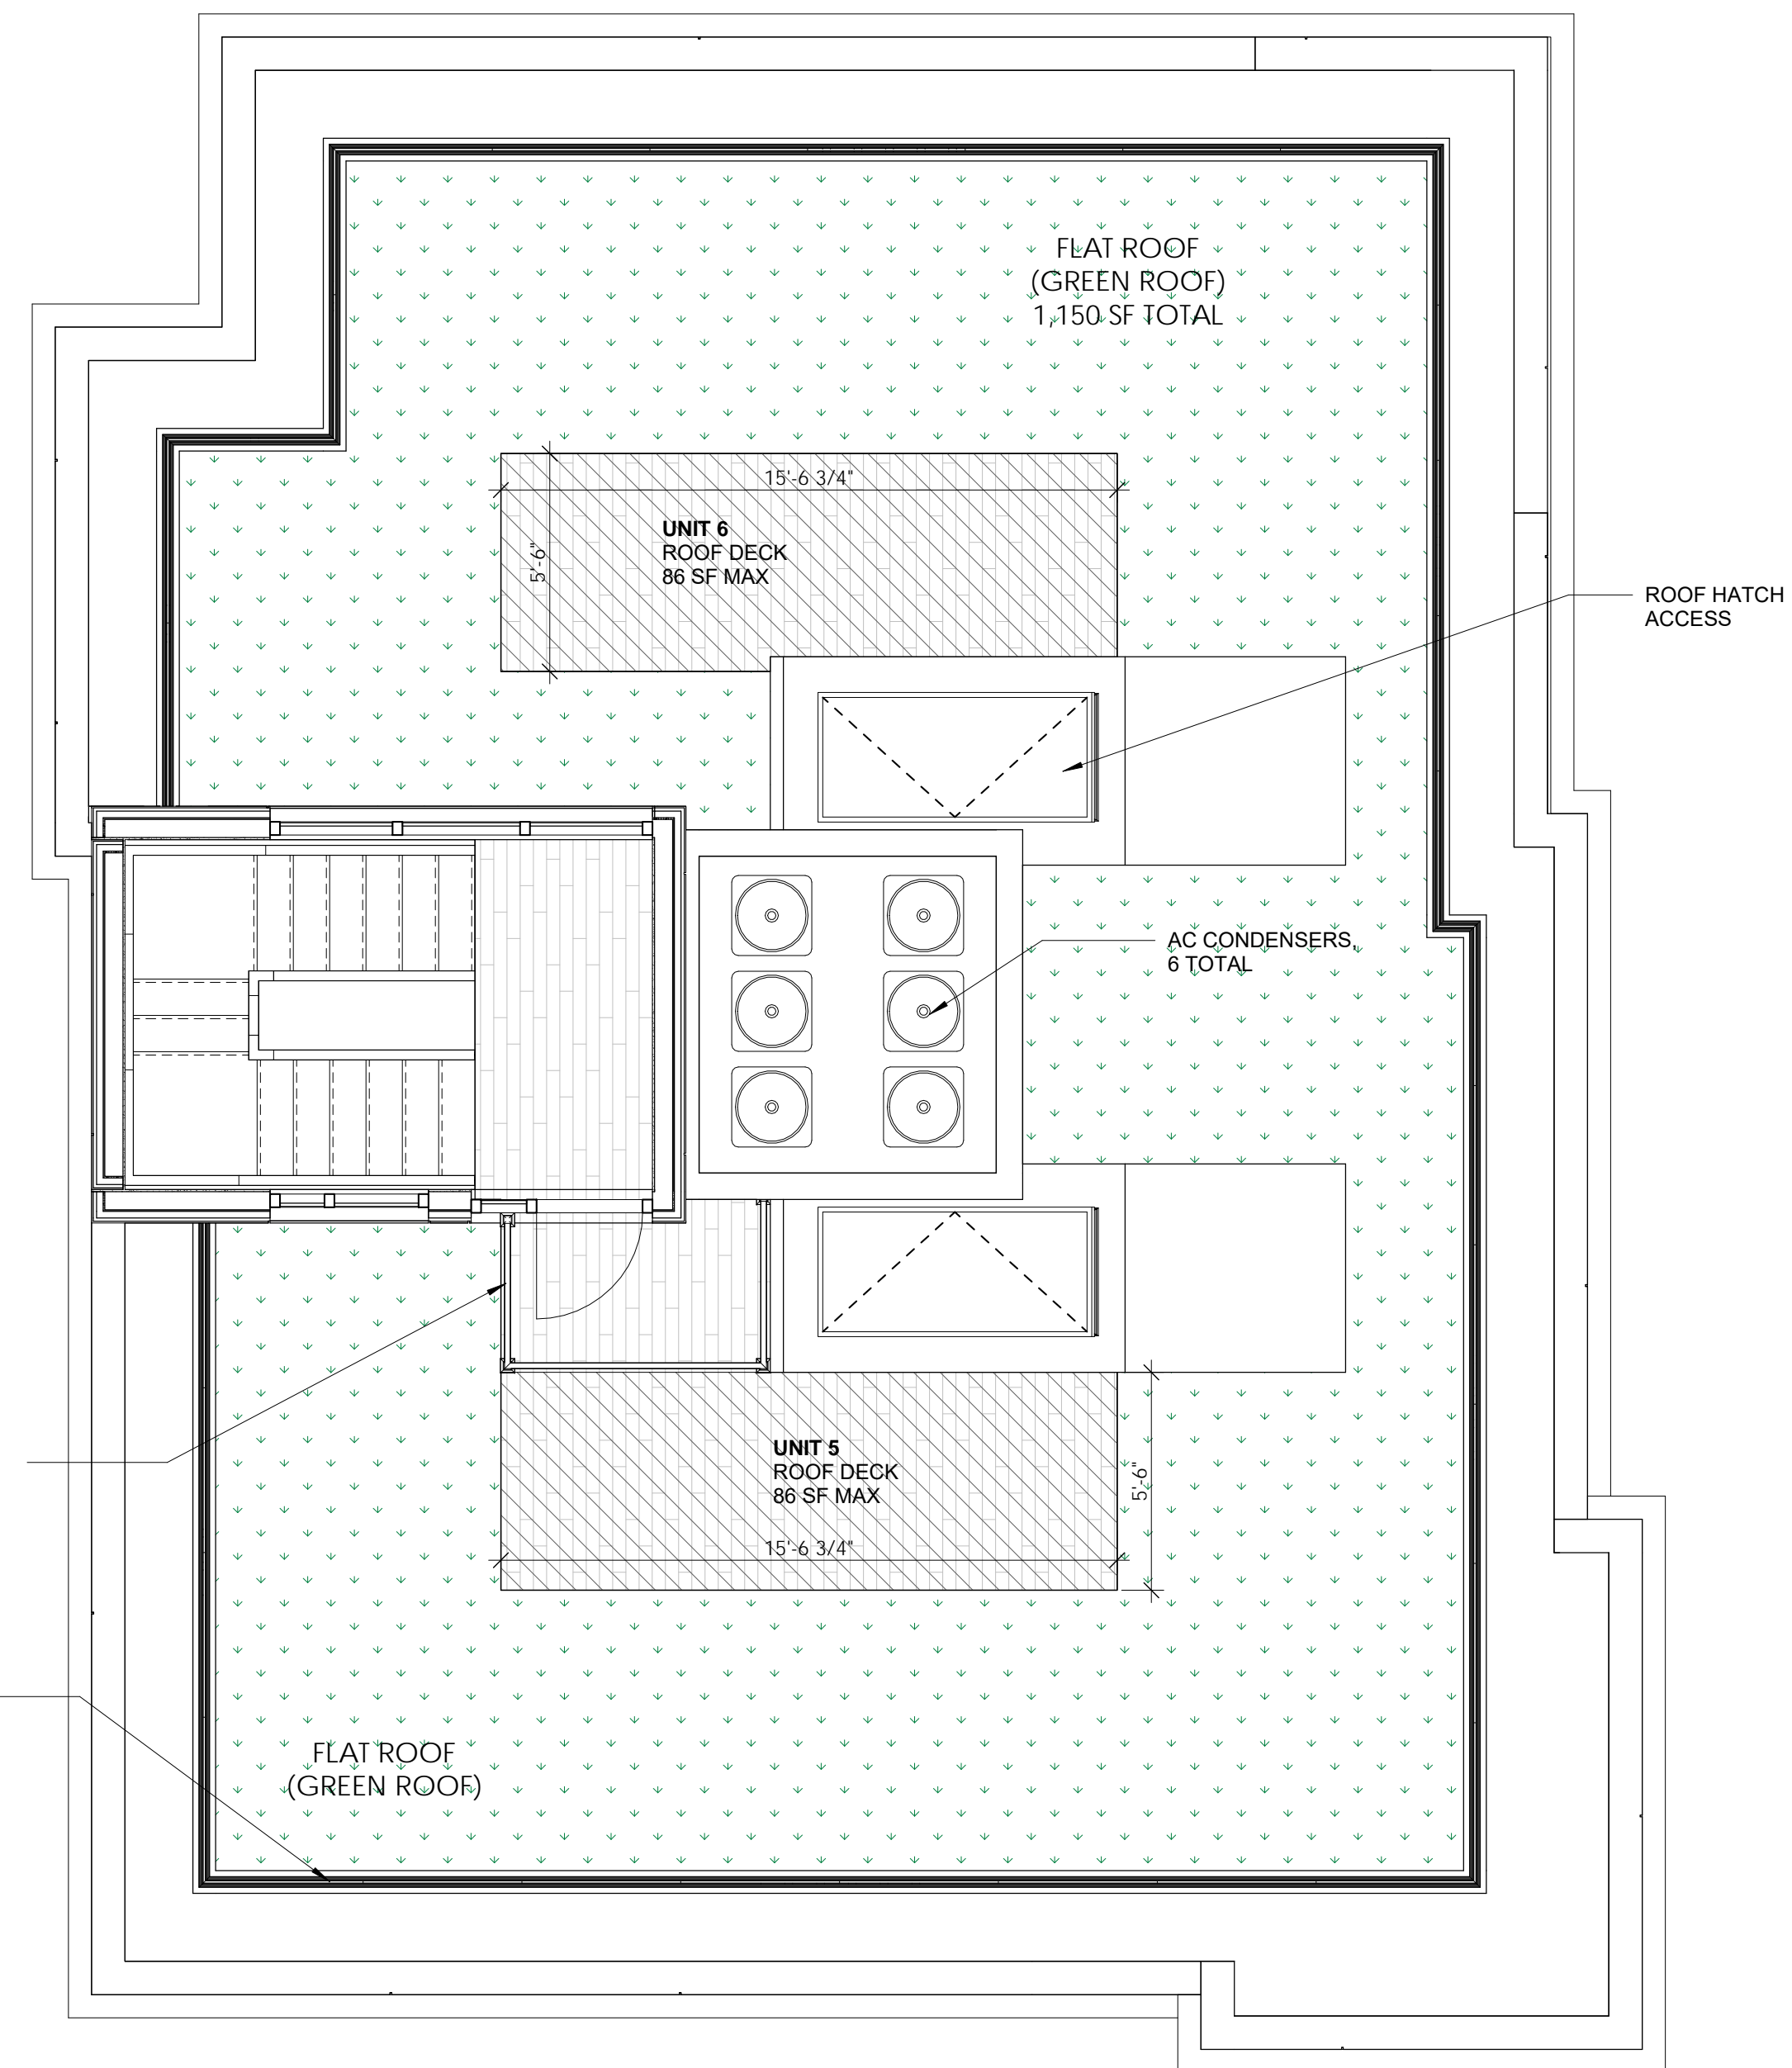 FLAT ROOF
(GREEN ROOF)
1,150 SF TOTAL
15'-6 3/4"
UNIT 6
ROOF DECK
86 SF MAX
5'-6"
ROOF HATCH
ACCESS
AC CONDENSERS,
6 TOTAL
UNIT 5
ROOF DECK
86 SF MAX
5'-6"
15'-6 3/4"
FLAT ROOF
(GREEN ROOF)